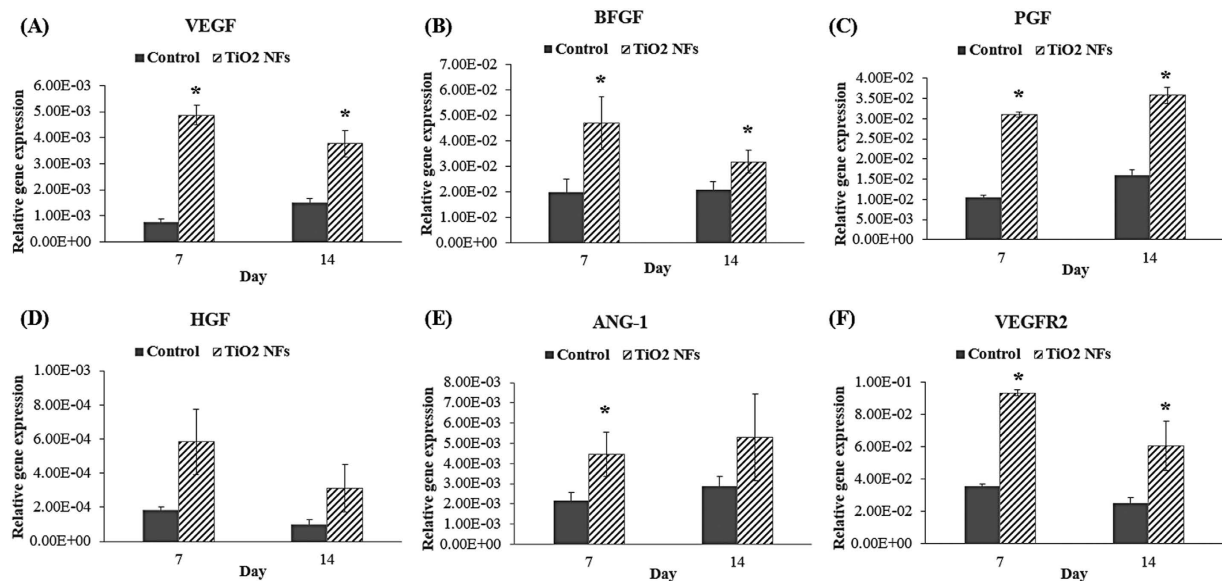 (A)
VEGF
Control TiO2 NFs
Relative gene expression
6.00E-03
5.00E-03
4.00E-03
3.00E-03
2.00E-03
1.00E-03
0.00E+00
*
*
7 14
Day
(B)
BFGF
Control TiO2 NFs
Relative gene expression
7.00E-02
6.00E-02
5.00E-02
4.00E-02
3.00E-02
2.00E-02
1.00E-02
0.00E+00
*
*
7 14
Day
(C)
PGF
Control TiO2 NFs
Relative gene expression
4.00E-02
3.50E-02
3.00E-02
2.50E-02
2.00E-02
1.50E-02
1.00E-02
5.00E-03
0.00E+00
*
*
7 14
Day
(D)
HGF
Control TiO2 NFs
Relative gene expression
1.00E-03
8.00E-04
6.00E-04
4.00E-04
2.00E-04
0.00E+00
7 14
Day
(E)
ANG-1
Control TiO2 NFs
Relative gene expression
8.00E-03
7.00E-03
6.00E-03
5.00E-03
4.00E-03
3.00E-03
2.00E-03
1.00E-03
0.00E+00
*
7 14
Day
(F)
VEGFR2
Control TiO2 NFs
Relative gene expression
1.00E-01
8.00E-02
6.00E-02
4.00E-02
2.00E-02
0.00E+00
*
*
7 14
Day